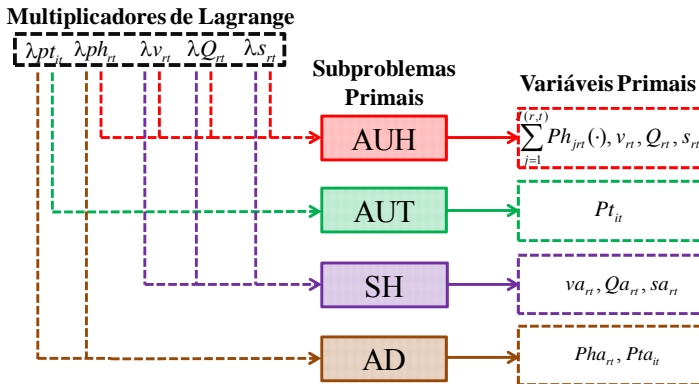 Multiplicadores de Lagrange
λpt_it λph_rt λv_rt λQ_rt λs_rt
Subproblemas
Primais
Variáveis Primais
AUH
∑_{j=1}^{J(r,t)} Ph_jrt(·), v_rt, Q_rt, s_rt
AUT
Pt_it
SH
va_rt, Qa_rt, sa_rt
AD
Pha_rt, Pta_it